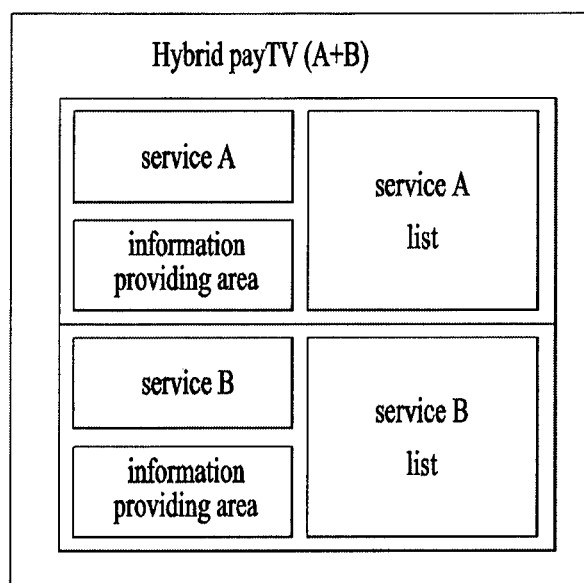 Hybrid payTV (A+B)
service A
information
providing area
service A
list
service B
information
providing area
service B
list